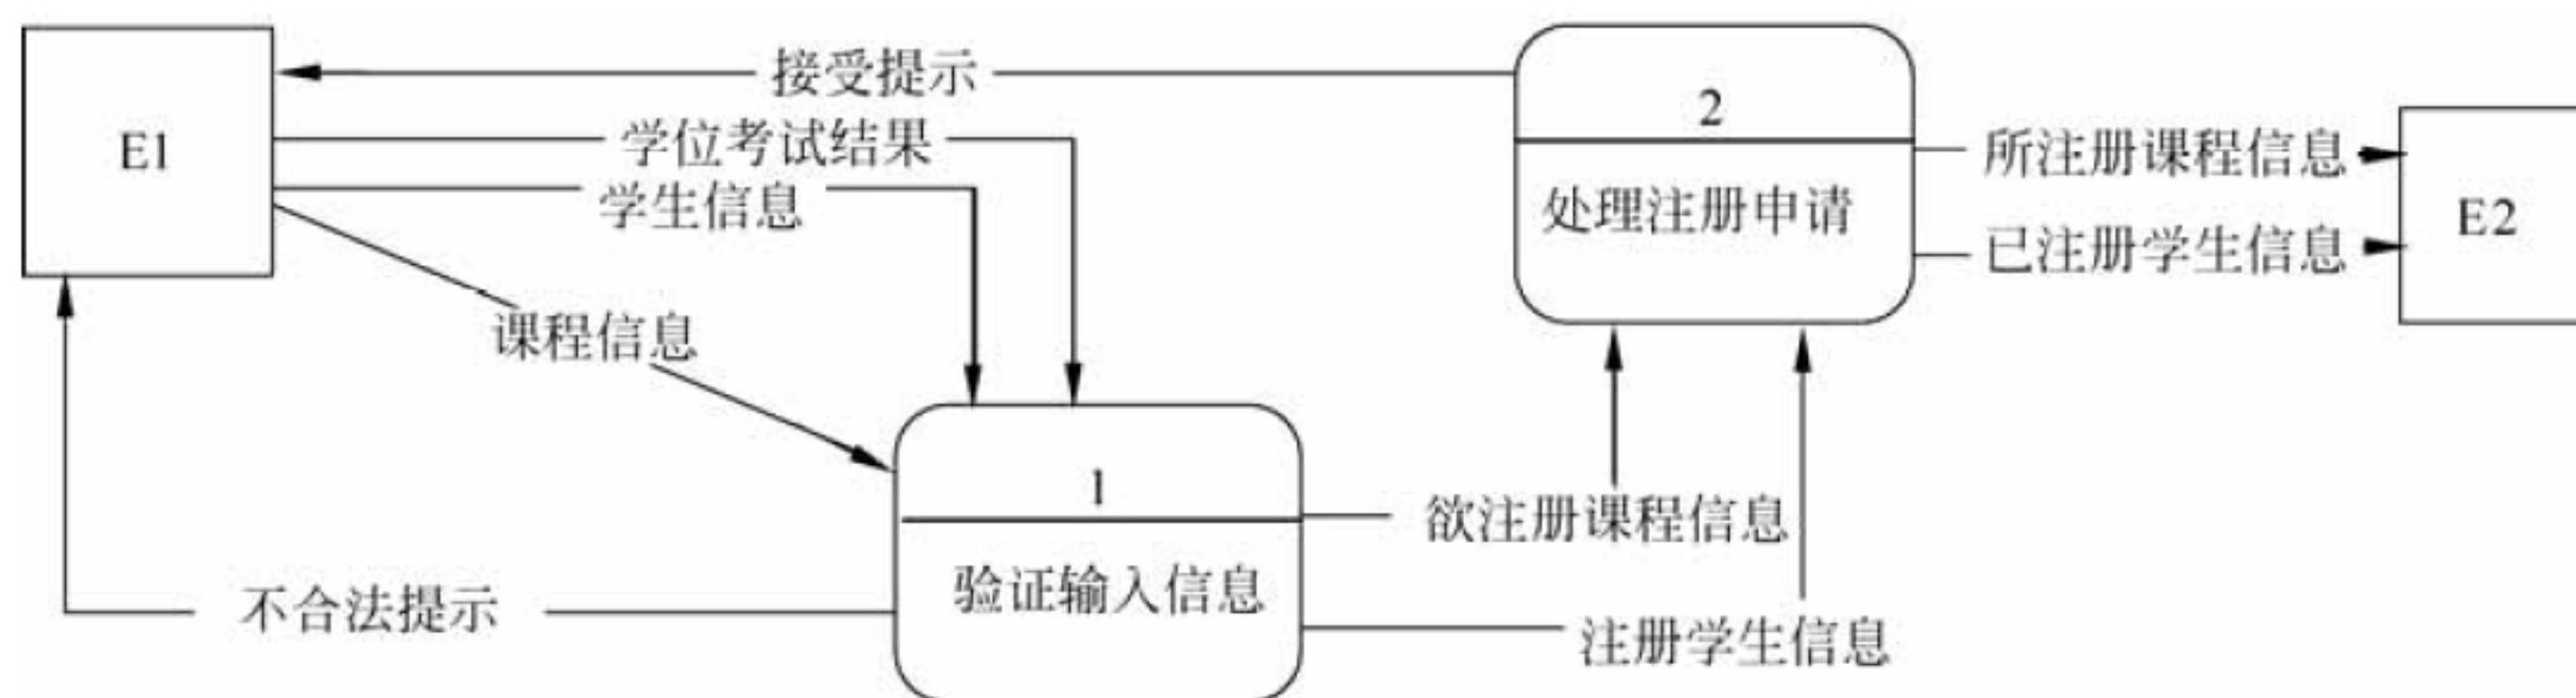 接受提示
2
E1
学位考试结果
所注册课程信息
学生信息
处理注册申请
E2
已注册学生信息
课程信息
1
欲注册课程信息
验证输入信息
不合法提示
注册学生信息